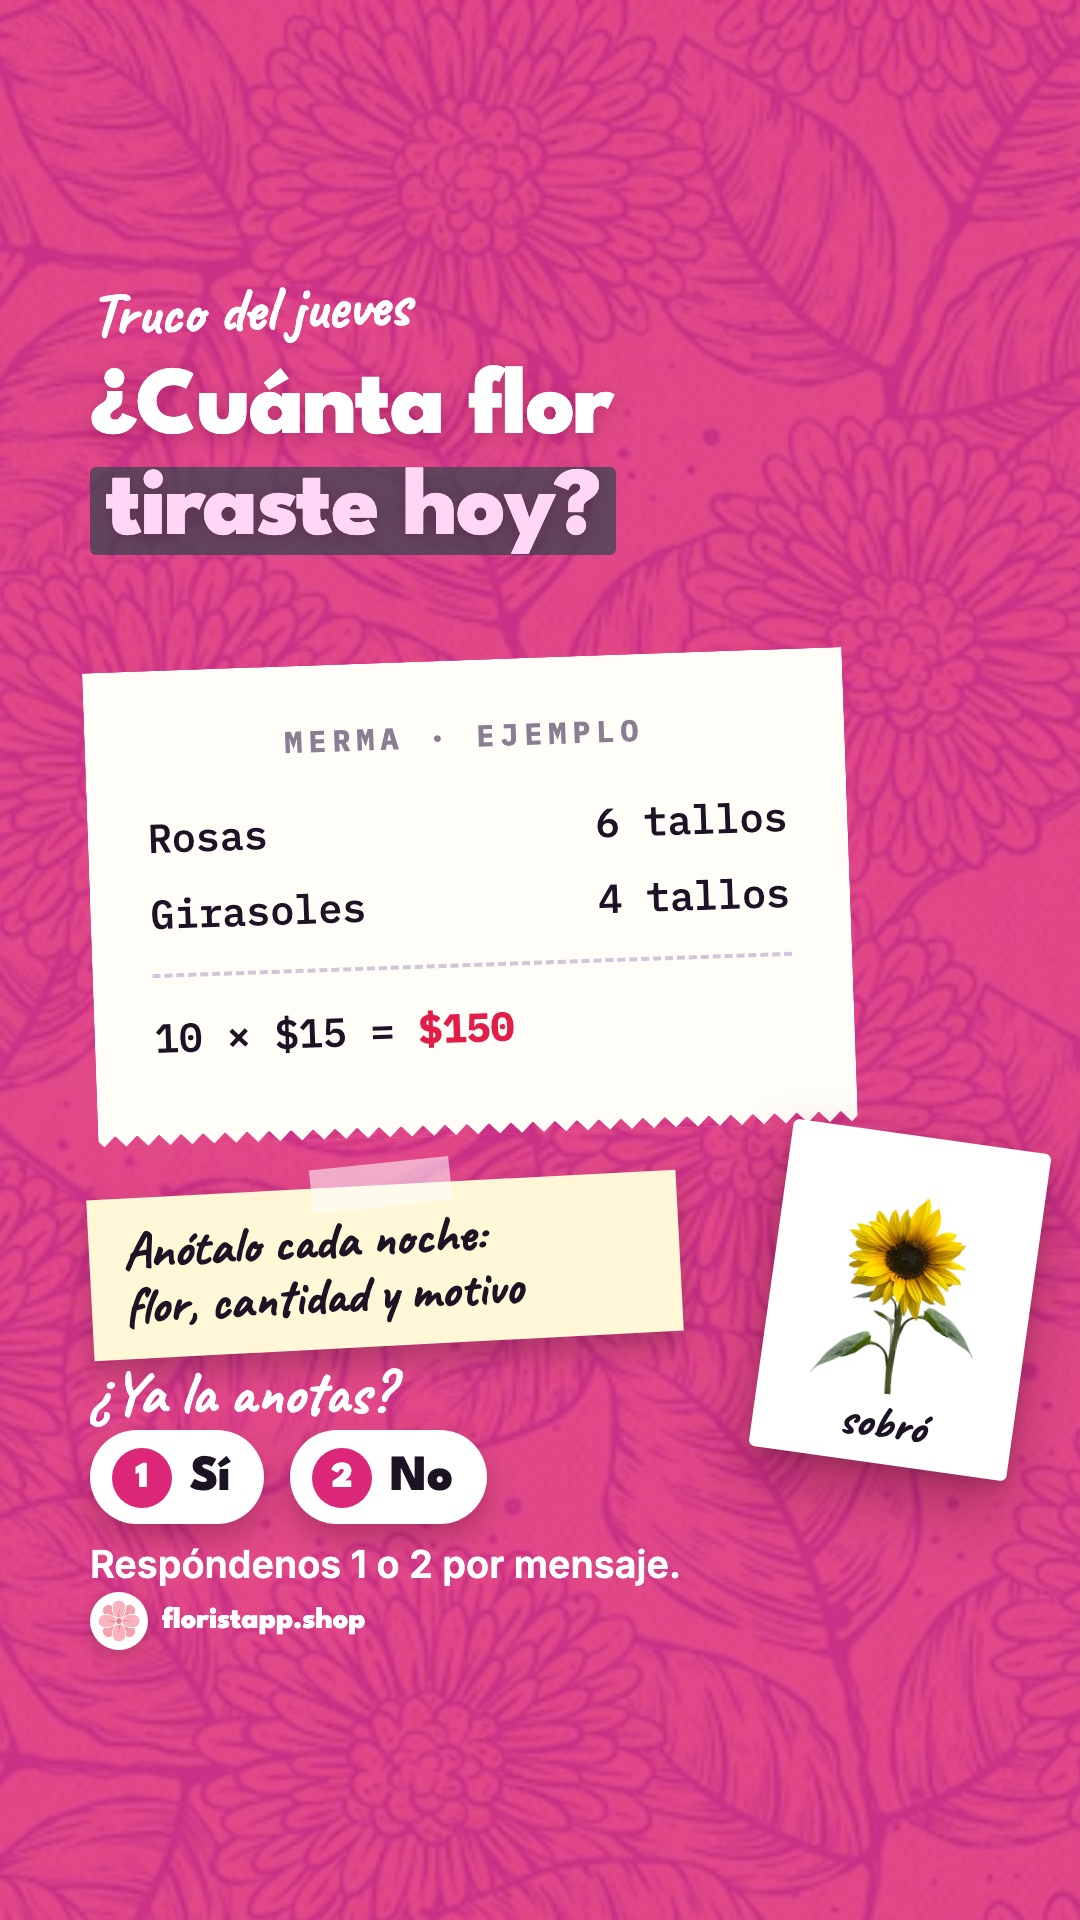 Truco del jueves
¿Cuánta flor
tiraste hoy?
MERMA · EJEMPLO
Rosas 6 tallos
Girasoles 4 tallos
10 × $15 = $150
Anótalo cada noche:
flor, cantidad y motivo
sobró
¿Ya la anotas?
1 Sí 2 No
Respóndenos 1 o 2 por mensaje.
floristapp.shop